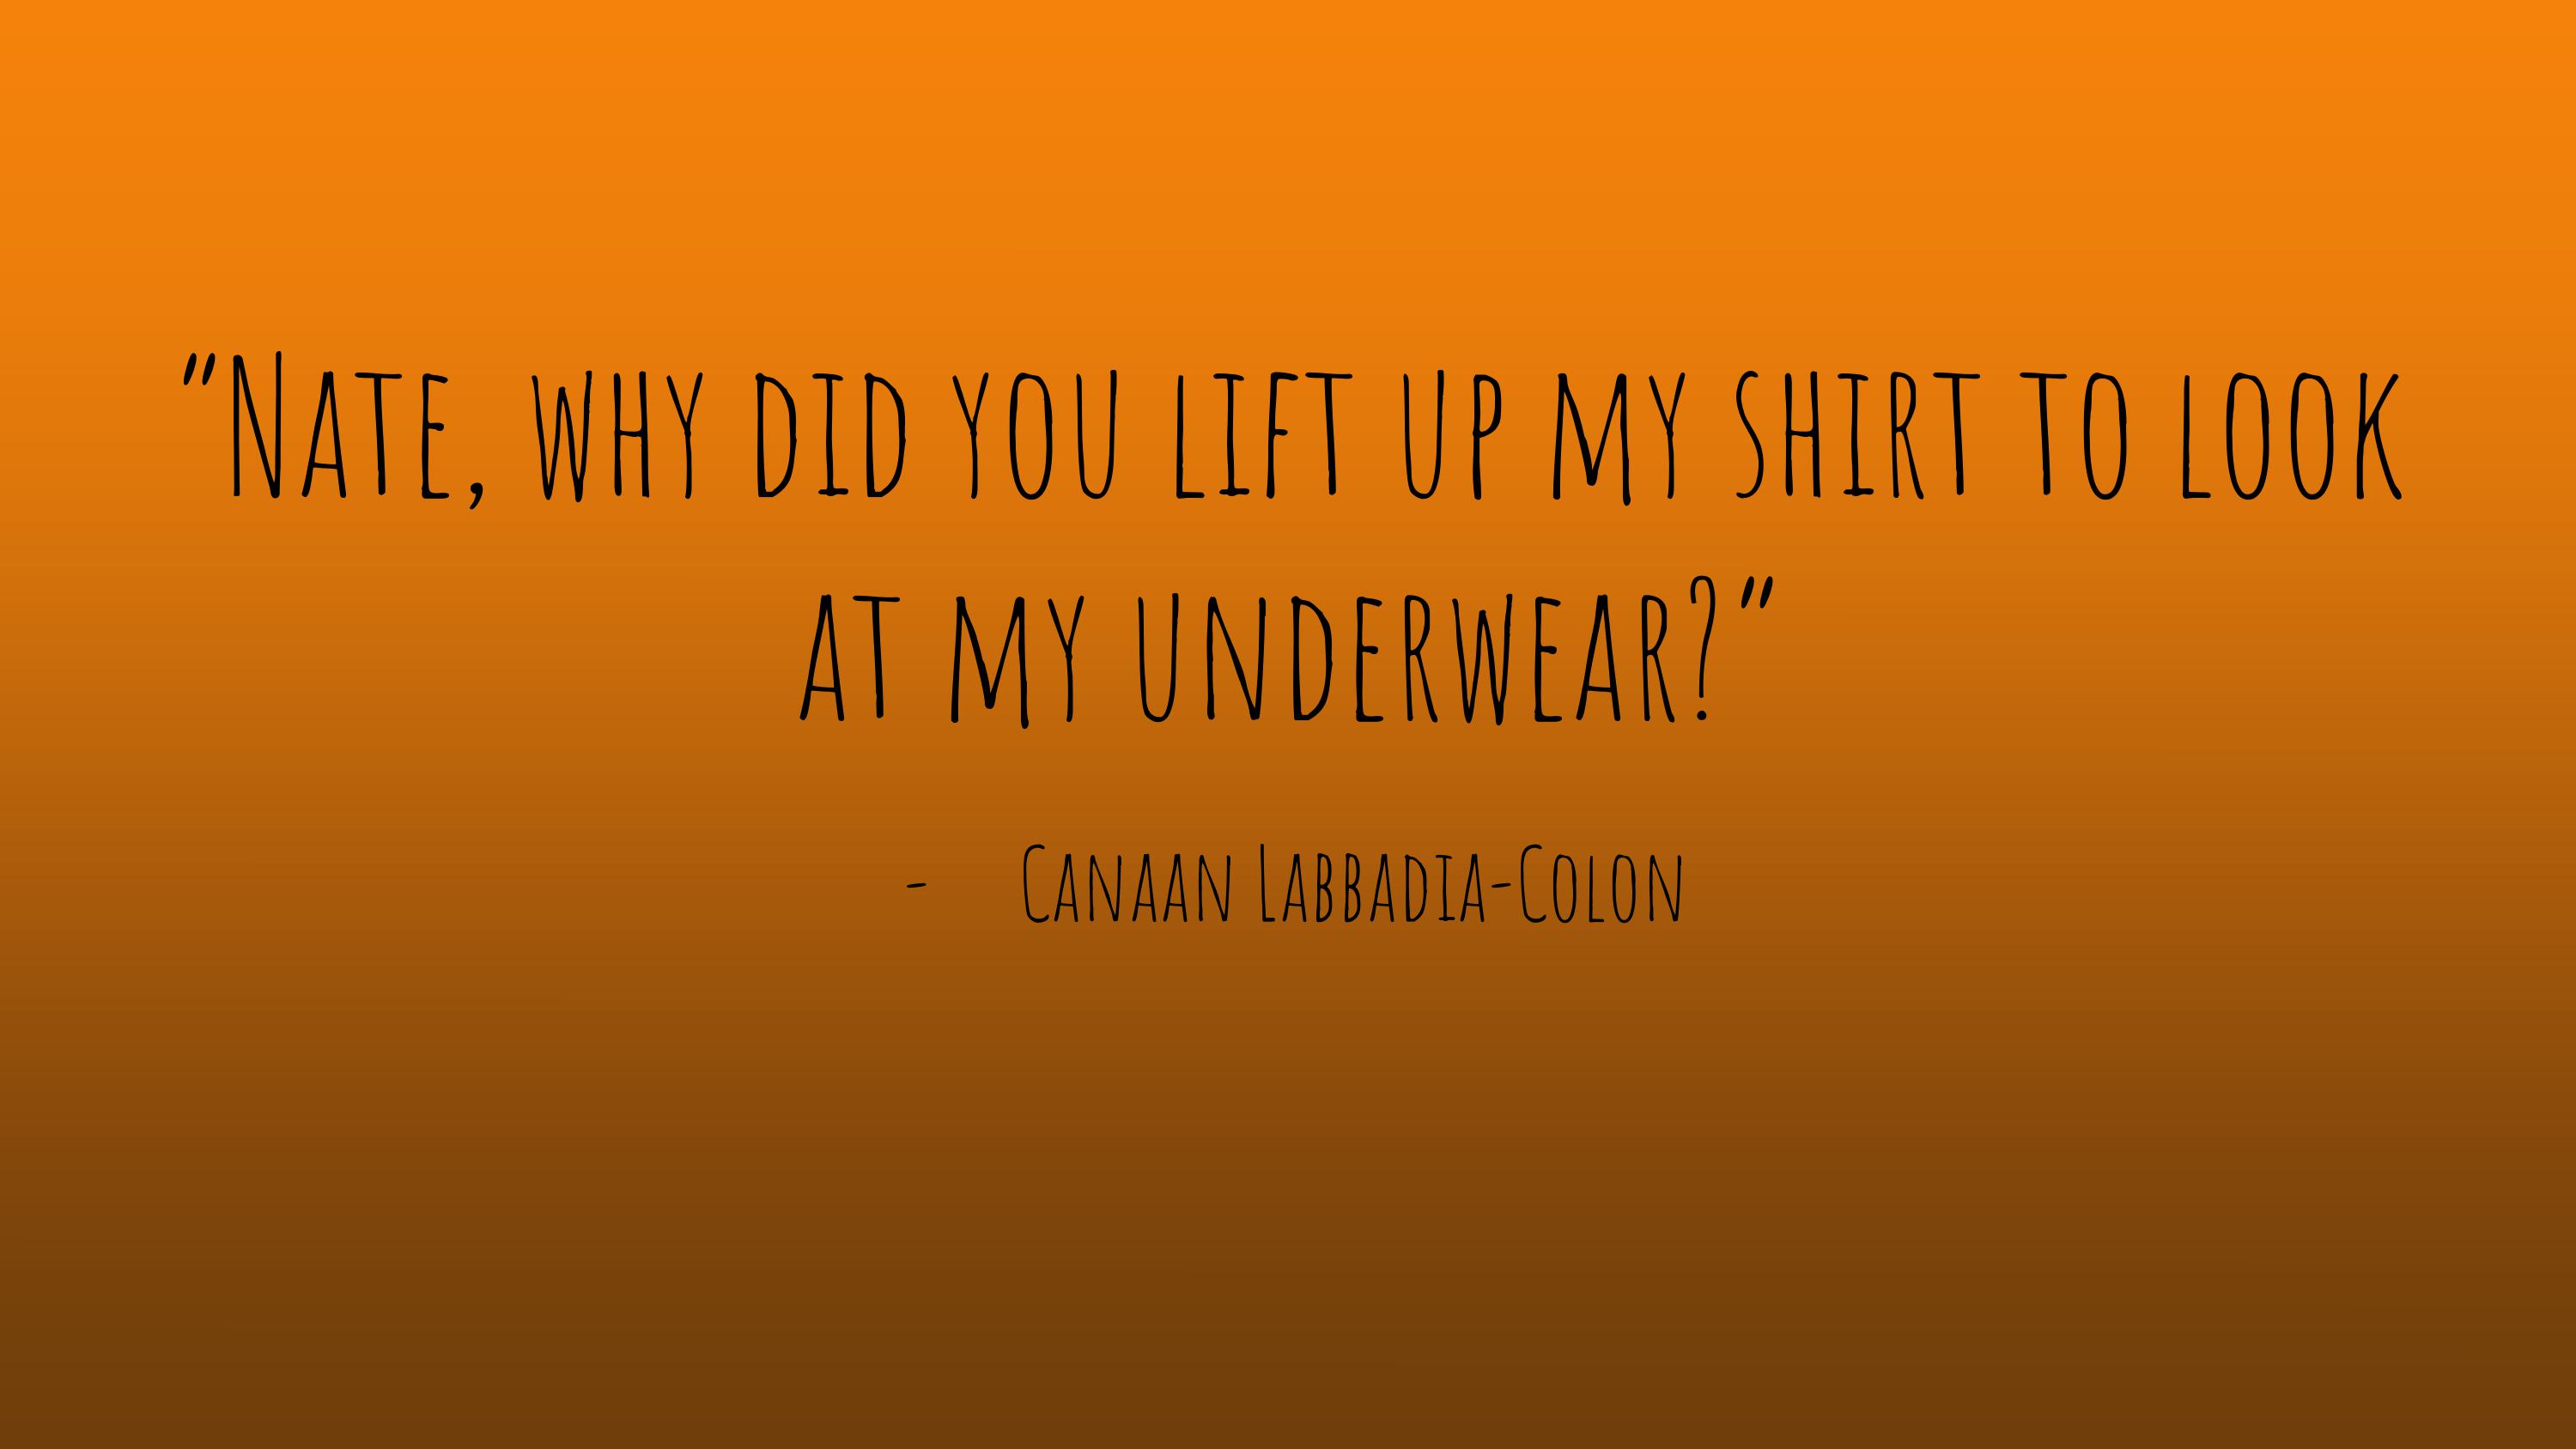 "Nate, why did you lift up my shirt to look
at my underwear?"
- Canaan Labbadia-Colon